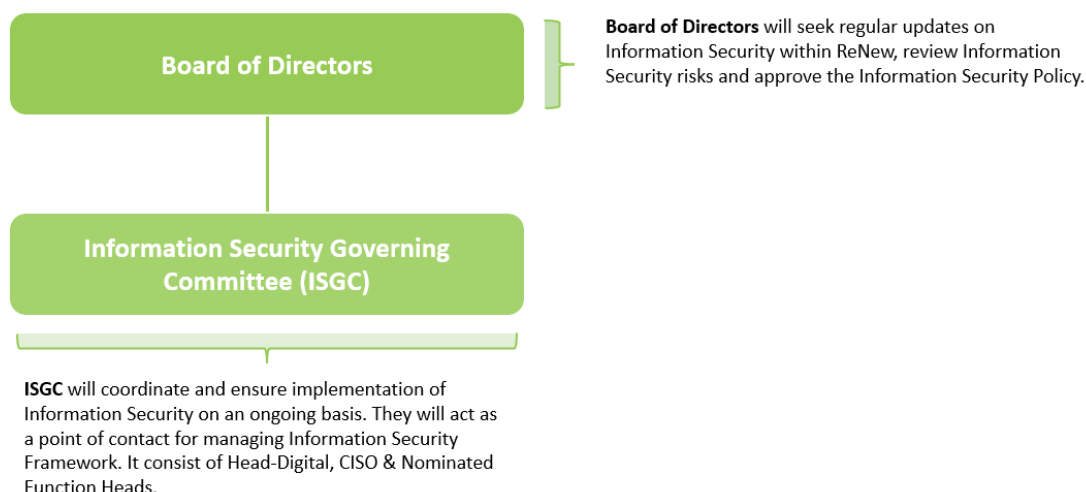 Board of Directors
Board of Directors will seek regular updates on
Information Security within ReNew, review Information
Security risks and approve the Information Security Policy.
Information Security Governing
Committee (ISGC)
ISGC will coordinate and ensure implementation of
Information Security on an ongoing basis. They will act as
a point of contact for managing Information Security
Framework. It consist of Head-Digital, CISO & Nominated
Function Heads.